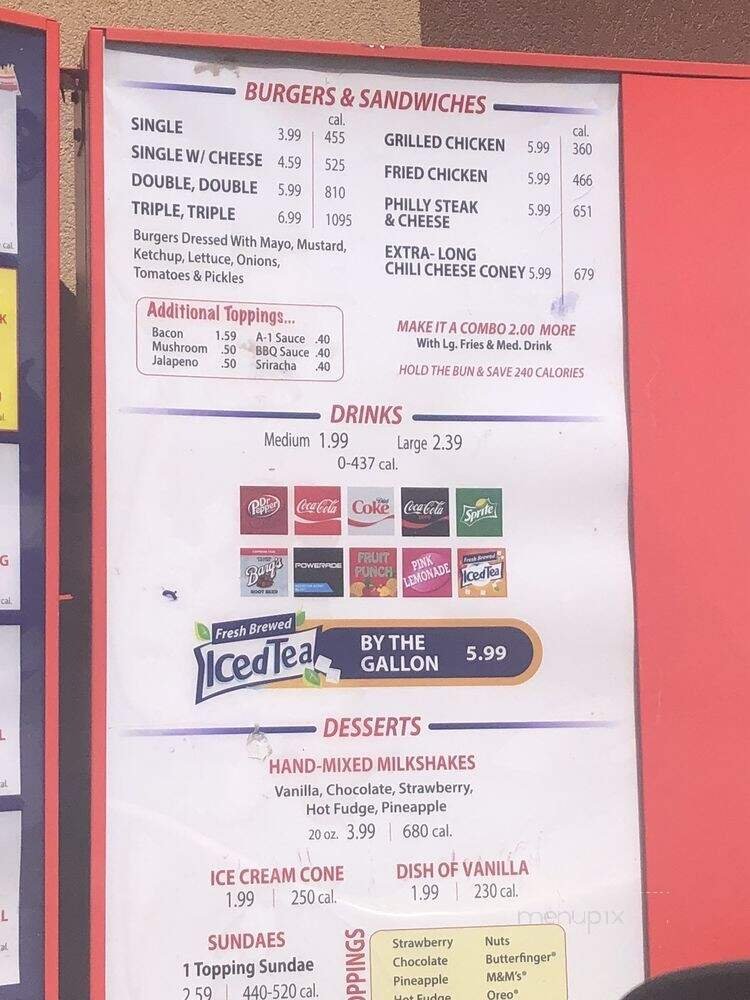 BURGERS & SANDWICHES
cal.
SINGLE 3.99 455
SINGLE W/ CHEESE 4.59 525
DOUBLE, DOUBLE 5.99 810
TRIPLE, TRIPLE 6.99 1095
Burgers Dressed With Mayo, Mustard,
Ketchup, Lettuce, Onions,
Tomatoes & Pickles
cal.
GRILLED CHICKEN 5.99 360
FRIED CHICKEN 5.99 466
PHILLY STEAK 5.99 651
& CHEESE
EXTRA- LONG
CHILI CHEESE CONEY 5.99 679
Additional Toppings...
Bacon 1.59 A-1 Sauce .40
Mushroom .50 BBQ Sauce .40
Jalapeno .50 Sriracha .40
MAKE IT A COMBO 2.00 MORE
With Lg. Fries & Med. Drink
HOLD THE BUN & SAVE 240 CALORIES
DRINKS
Medium 1.99 Large 2.39
0-437 cal.
Dr Pepper Coca-Cola Diet Coke Coca-Cola Sprite
Barq's ROOT BEER POWERADE FRUIT PUNCH PINK LEMONADE Fresh Brewed Iced Tea
Fresh Brewed
Iced Tea BY THE
GALLON 5.99
DESSERTS
HAND-MIXED MILKSHAKES
Vanilla, Chocolate, Strawberry,
Hot Fudge, Pineapple
20 oz. 3.99 | 680 cal.
ICE CREAM CONE
1.99 | 250 cal.
DISH OF VANILLA
1.99 | 230 cal.
menupix
SUNDAES
1 Topping Sundae
2.59 | 440-520 cal.
Strawberry Nuts
Chocolate Butterfinger®
Pineapple M&M's®
Hot Fudge Oreo®
cal.
K
G
cal.
L
L